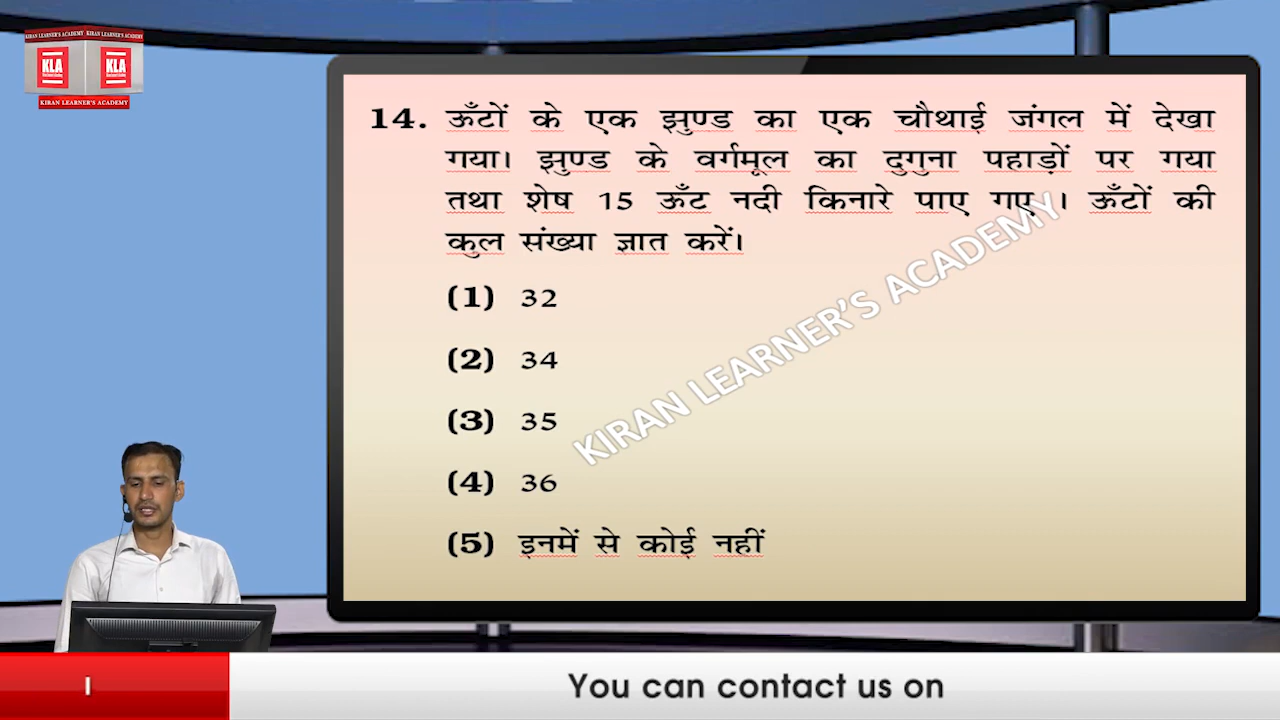 KIRAN LEARNER'S ACADEMY KIRAN LEARNER'S ACADEMY
KLA KLA
KIRAN LEARNER'S ACADEMY
14. ऊँटों के एक झुण्ड का एक चौथाई जंगल में देखा
गया। झुण्ड के वर्गमूल का दुगुना पहाड़ों पर गया
तथा शेष 15 ऊँट नदी किनारे पाए गए । ऊँटों की
कुल संख्या ज्ञात करें।
(1) 32
(2) 34
(3) 35
(4) 36
(5) इनमें से कोई नहीं
KIRAN LEARNER'S ACADEMY
You can contact us on